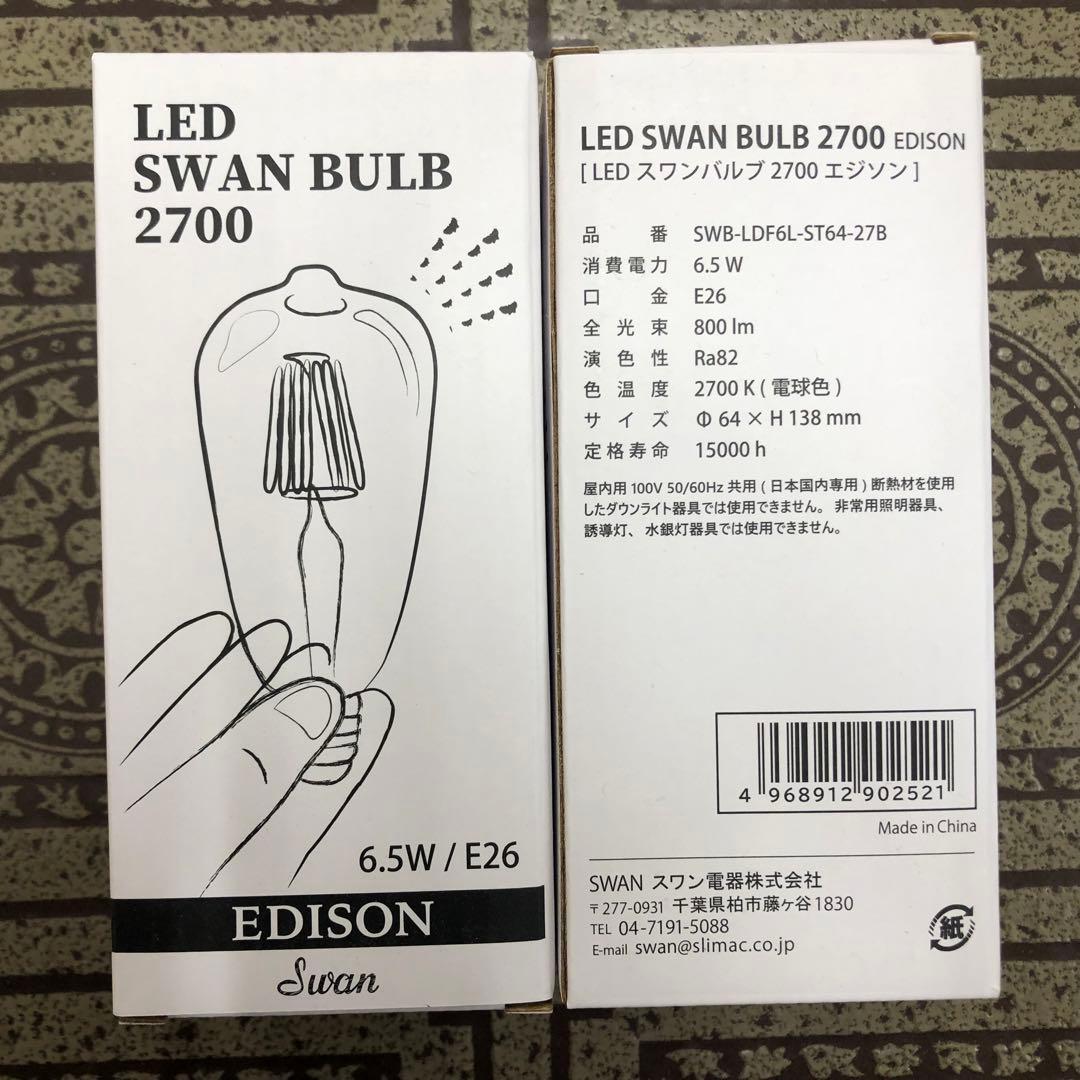 LED
SWAN BULB
2700
6.5W / E26
EDISON
Swan
LED SWAN BULB 2700 EDISON
[ LED スワンバルブ 2700 エジソン ]
品番 SWB-LDF6L-ST64-27B
消費電力 6.5 W
口金 E26
全光束 800 lm
演色性 Ra82
色温度 2700 K ( 電球色 )
サイズ Φ 64 × H 138 mm
定格寿命 15000 h
屋内用 100V 50/60Hz 共用 ( 日本国内専用 ) 断熱材を使用
したダウンライト器具では使用できません。 非常用照明器具、
誘導灯、 水銀灯器具では使用できません。
4 968912 902521
Made in China
SWAN スワン電器株式会社
〒277-0931 千葉県柏市藤ヶ谷1830
TEL 04-7191-5088
E-mail swan@slimac.co.jp
紙